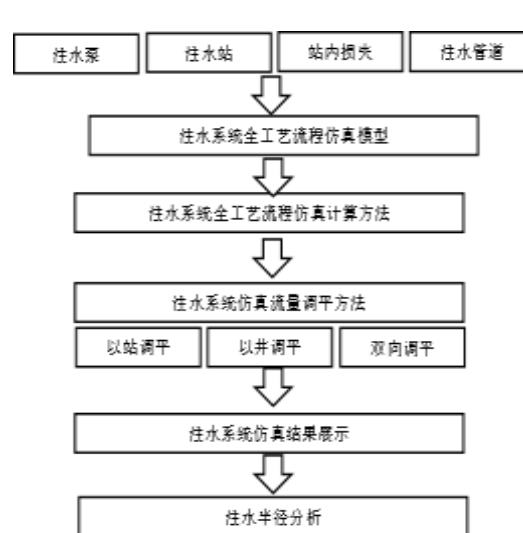 注水泵 注水站 站内损失 注水管道
注水系统全工艺流程仿真模型
注水系统全工艺流程仿真计算方法
注水系统仿真流量调平方法
以站调平 以井调平 双向调平
注水系统仿真结果展示
注水半径分析